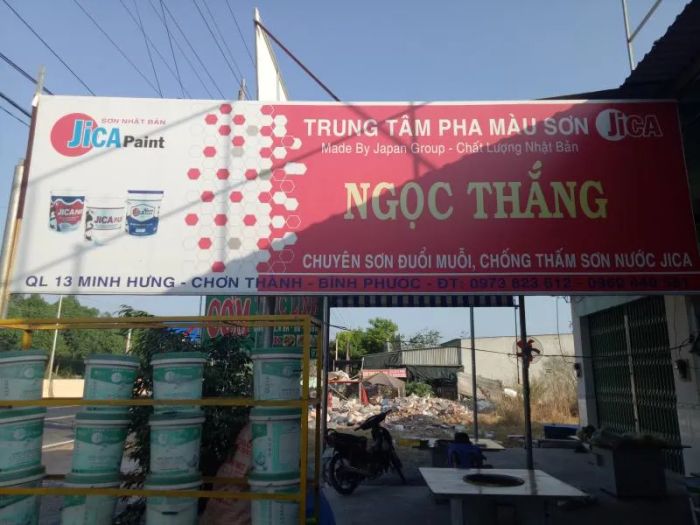 SƠN NHẬT BẢN
JiCA Paint
TRUNG TÂM PHA MÀU SƠN JiCA
Made By Japan Group - Chất Lượng Nhật Bản
NGỌC THẮNG
CHUYÊN SƠN ĐUỔI MUỖI, CHỐNG THẤM SƠN NƯỚC JICA
QL 13 MINH HƯNG - CHƠN THÀNH - BÌNH PHƯỚC - ĐT: 0973 823 612 -
CƠM